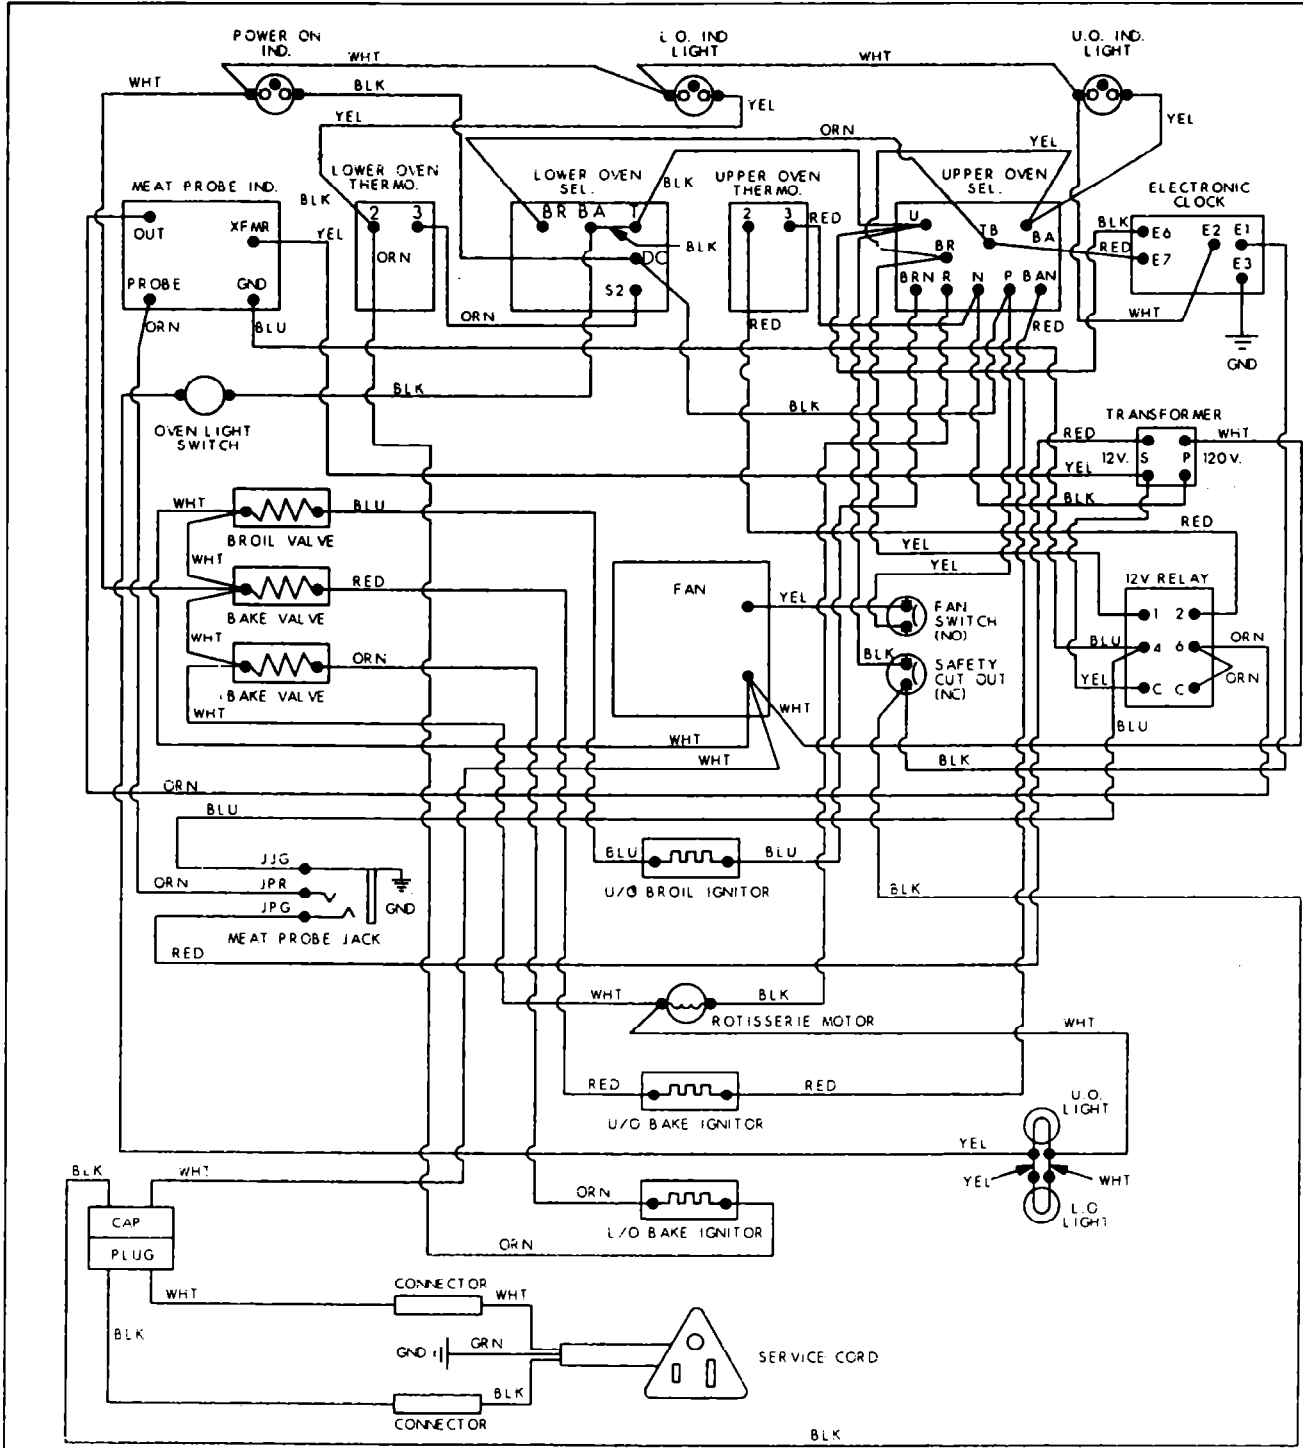 POWER ON
IND.
L.O. IND
LIGHT
U.O. IND.
LIGHT
WHT
WHT
WHT
BLK
YEL
YEL
YEL
ORN
YEL
MEAT PROBE IND.
LOWER OVEN
THERMO.
LOWER OVEN
SEL.
UPPER OVEN
THERMO.
UPPER OVEN
SEL.
ELECTRONIC
CLOCK
BLK
BLK
BLK
OUT
XFMR
YEL
PROBE
GND
ORN
BLU
2
3
ORN
ORN
BR
BA
T
BLK
DC
S2
2
3
RED
RED
U
TB
BA
BR
BRN
R
N
P
BAN
RED
RED
E6
E7
E2
E1
E3
WHT
GND
OVEN LIGHT
SWITCH
BLK
BLK
TRANSFORMER
RED
WHT
12V.
S
P
120V.
YEL
BLK
RED
WHT
BLU
BROIL VALVE
WHT
RED
BAKE VALVE
WHT
ORN
BAKE VALVE
WHT
FAN
YEL
YEL
YEL
FAN
SWITCH
(NO)
BLK
SAFETY
CUT OUT
(NC)
WHT
12V RELAY
1
2
BLU
4
6
ORN
YEL
C
C
ORN
BLU
WHT
WHT
BLK
ORN
BLU
JJG
JPR
ORN
JPG
GND
MEAT PROBE JACK
RED
BLU
BLU
U/O BROIL IGNITOR
BLK
WHT
BLK
ROTISSERIE MOTOR
WHT
RED
RED
U/O BAKE IGNITOR
U.O.
LIGHT
YEL
YEL
WHT
L.O
LIGHT
BLK
WHT
ORN
L/O BAKE IGNITOR
ORN
CAP
PLUG
WHT
CONNECTOR
WHT
BLK
GND
GRN
SERVICE CORD
BLK
CONNECTOR
BLK